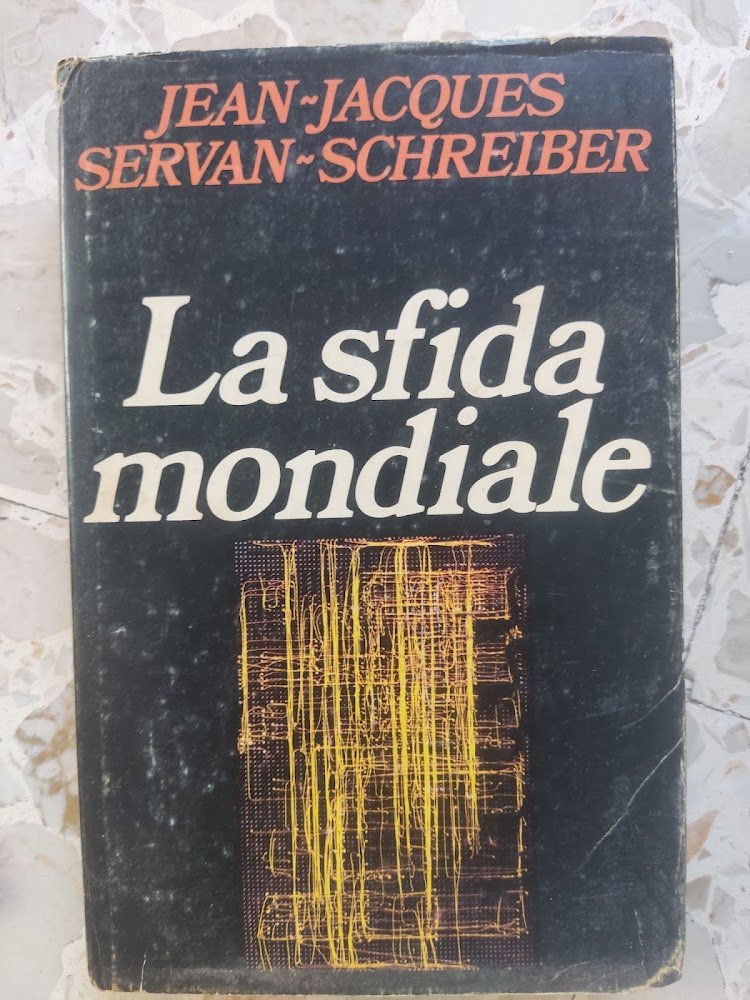 JEAN~JACQUES
SERVAN~SCHREIBER
La sfida
mondiale